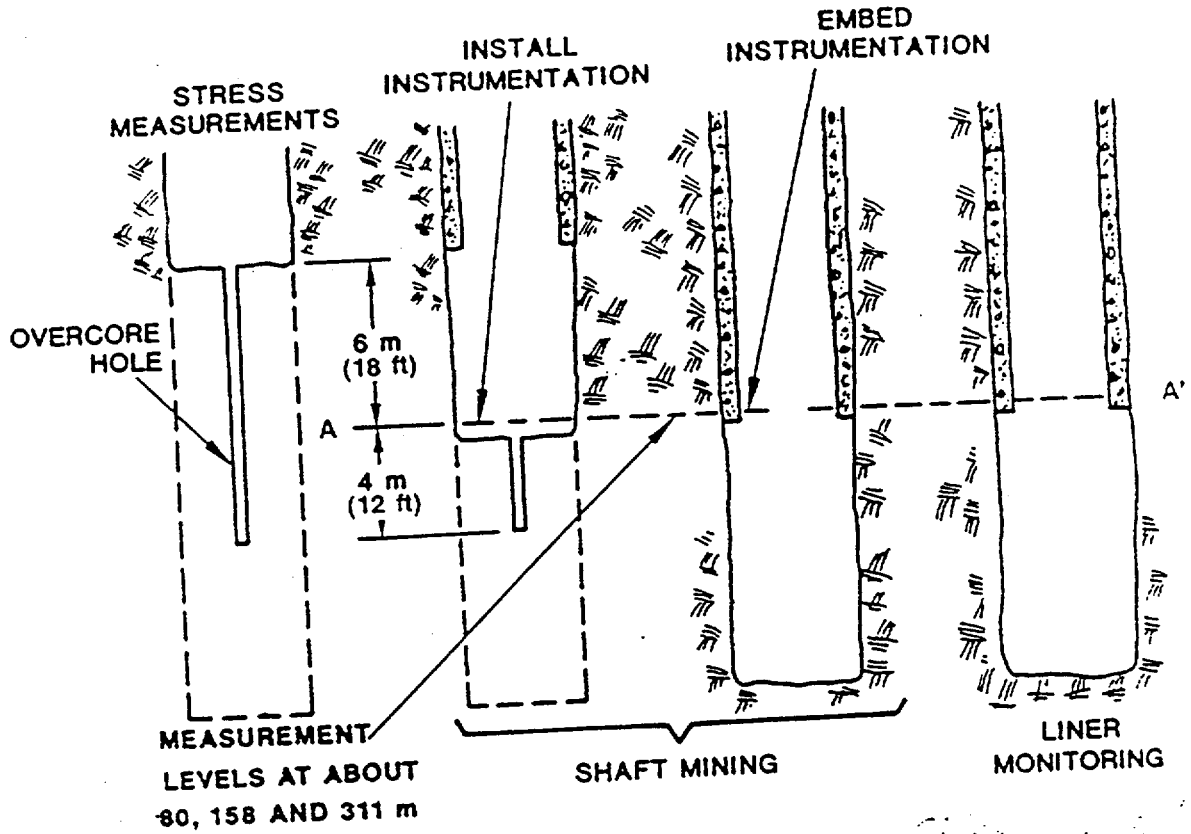 STRESS
MEASUREMENTS
INSTALL
INSTRUMENTATION
EMBED
INSTRUMENTATION
OVERCORE
HOLE
6 m
(18 ft)
A
A'
4 m
(12 ft)
MEASUREMENT
LEVELS AT ABOUT
80, 158 AND 311 m
SHAFT MINING
LINER
MONITORING